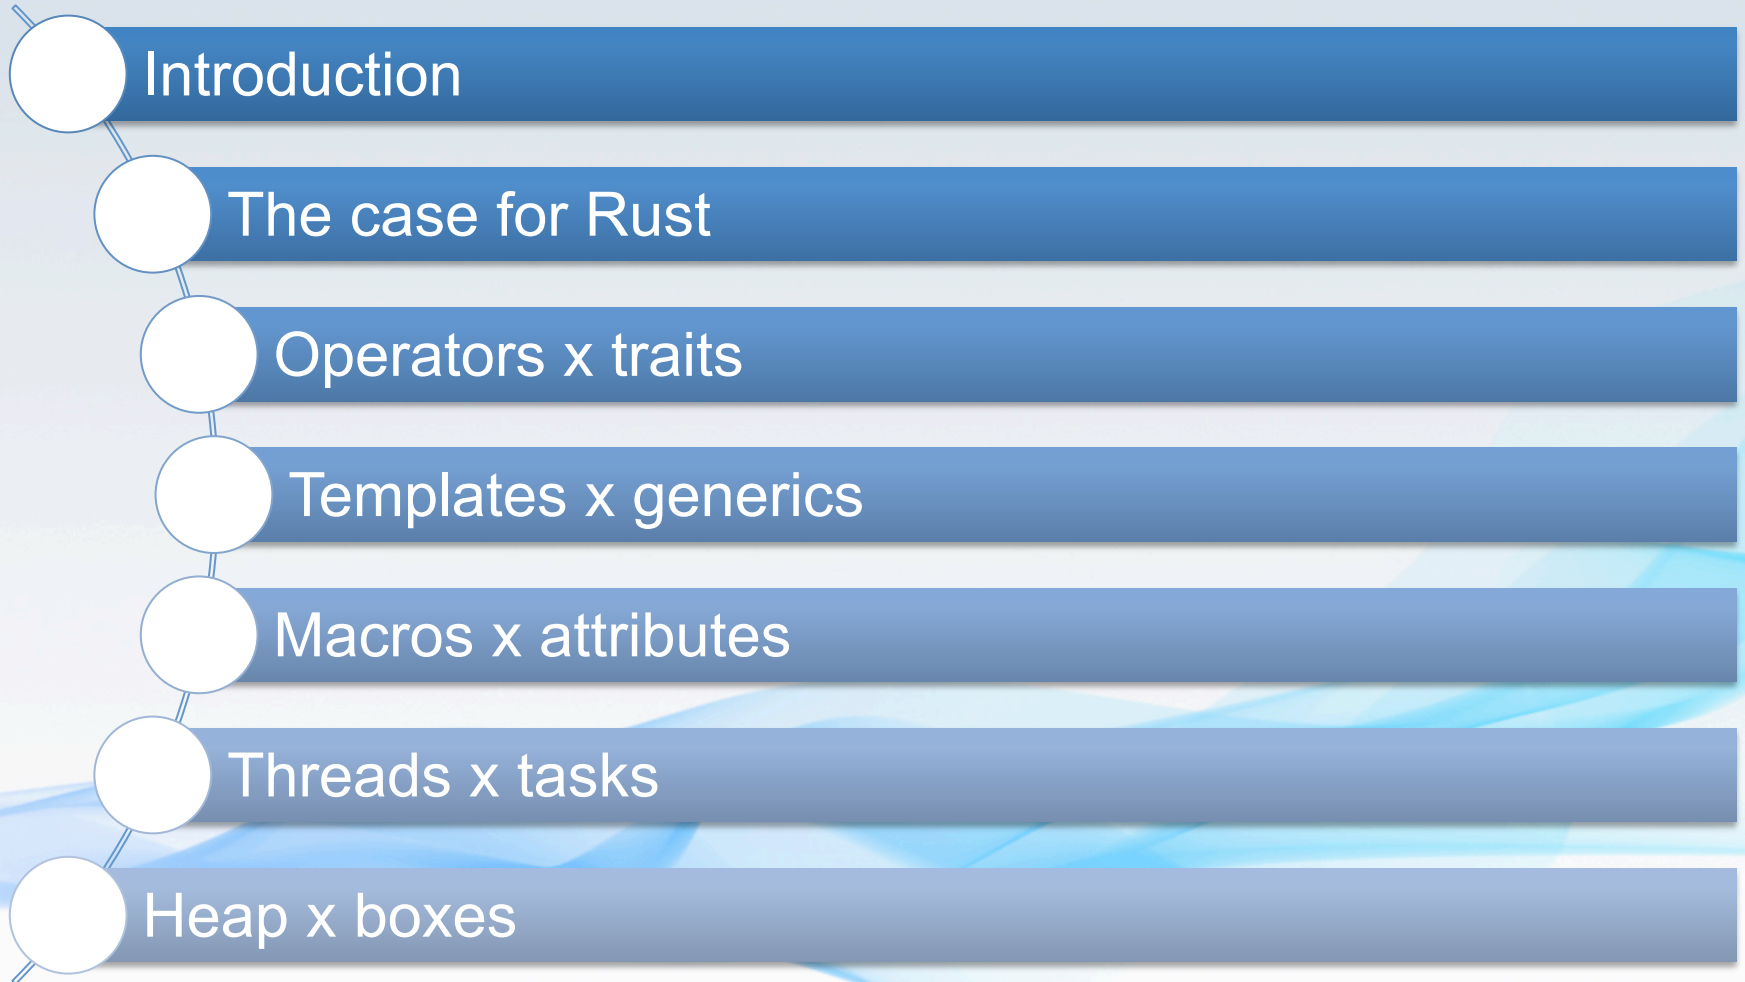 Introduction
The case for Rust
Operators x traits
Templates x generics
Macros x attributes
Threads x tasks
Heap x boxes